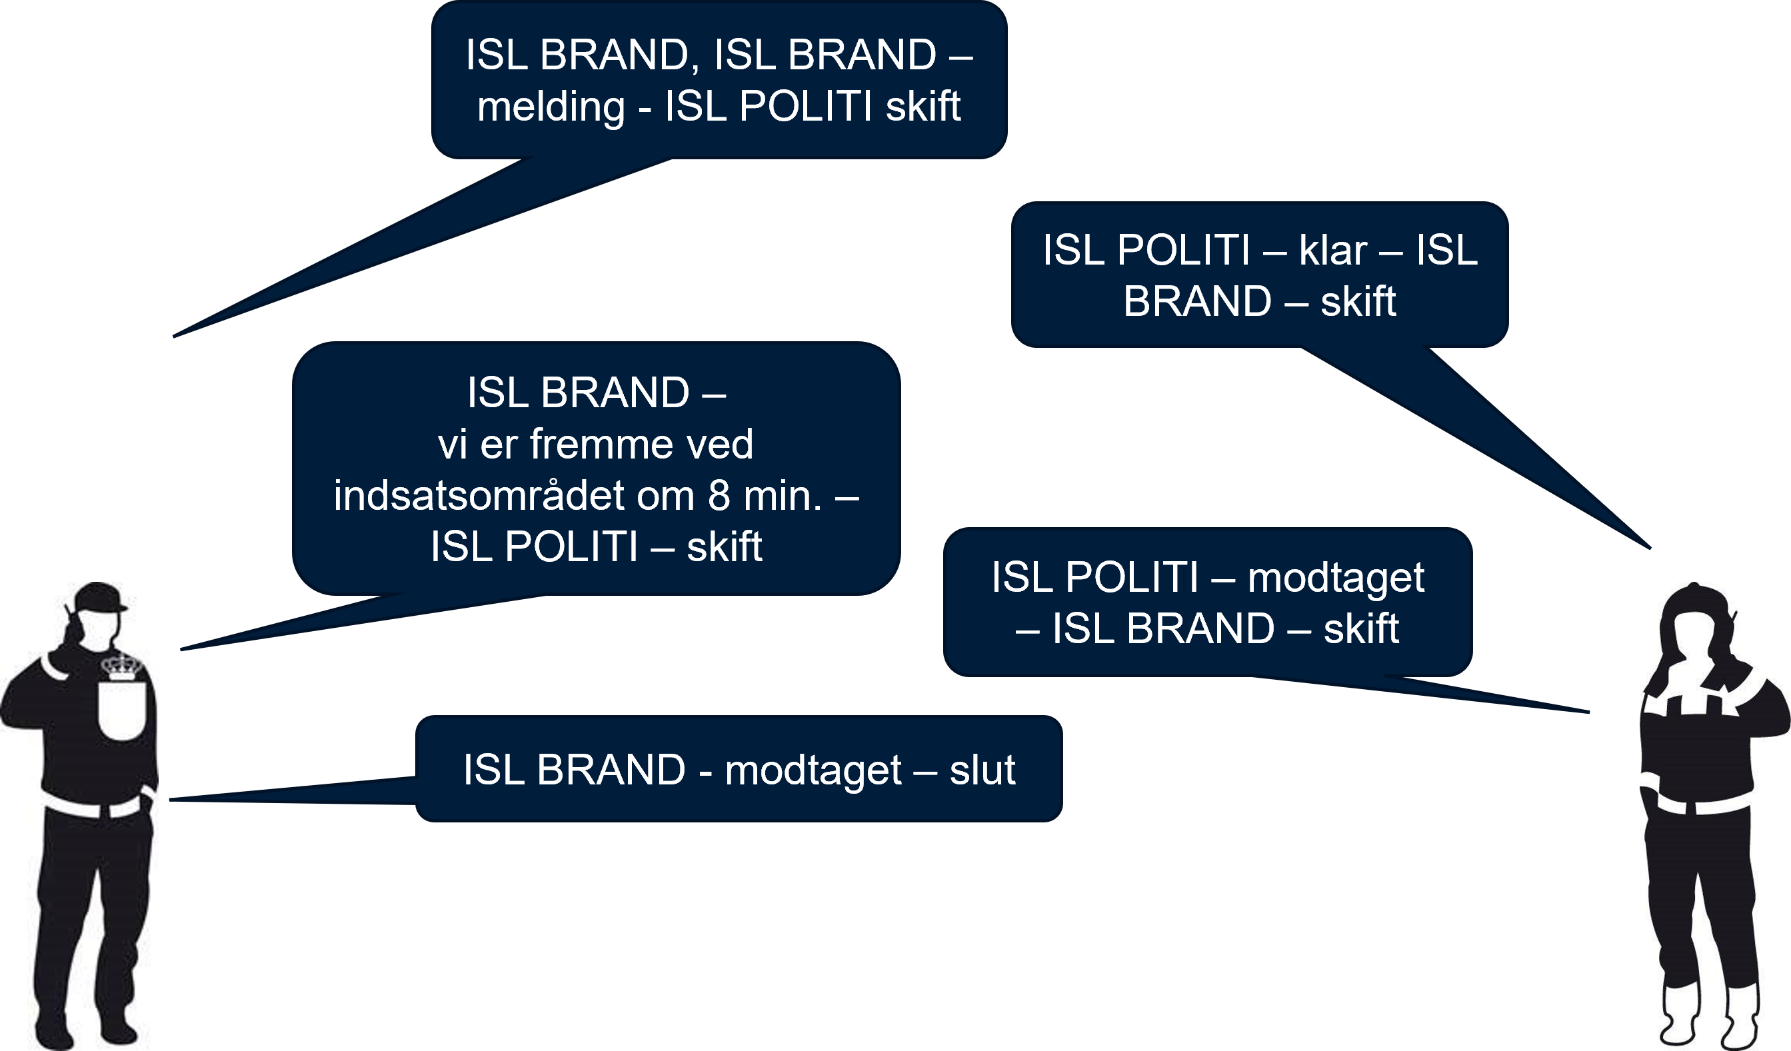 ISL BRAND, ISL BRAND –
melding - ISL POLITI skift
ISL POLITI – klar – ISL
BRAND – skift
ISL BRAND –
vi er fremme ved
indsatsområdet om 8 min. –
ISL POLITI – skift
ISL POLITI – modtaget
– ISL BRAND – skift
ISL BRAND - modtaget – slut